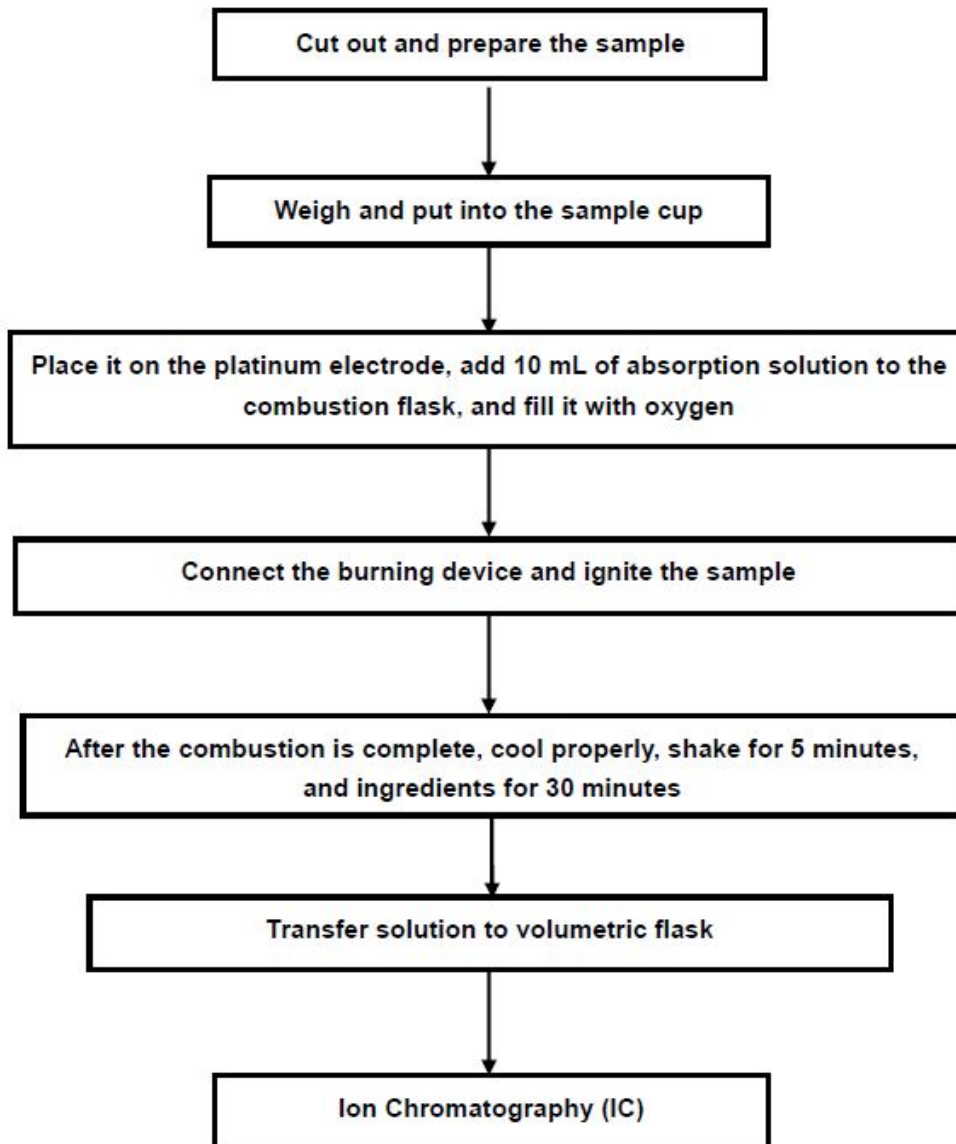 Cut out and prepare the sample
Weigh and put into the sample cup
Place it on the platinum electrode, add 10 mL of absorption solution to the
combustion flask, and fill it with oxygen
Connect the burning device and ignite the sample
After the combustion is complete, cool properly, shake for 5 minutes,
and ingredients for 30 minutes
Transfer solution to volumetric flask
Ion Chromatography (IC)